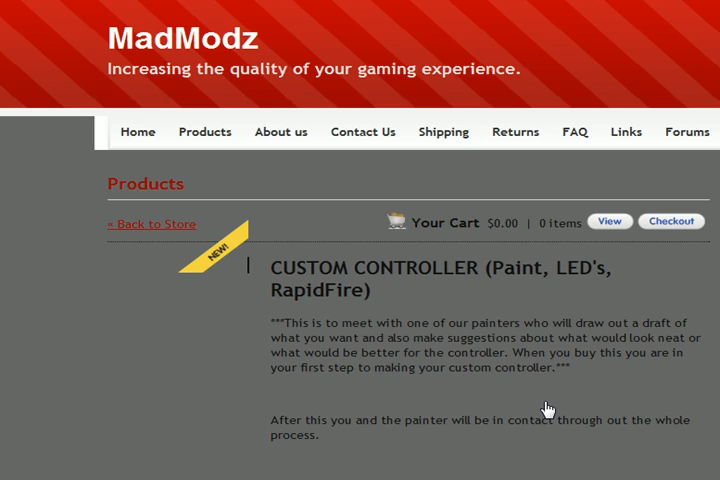 MadModz
Increasing the quality of your gaming experience.
Home Products About us Contact Us Shipping Returns FAQ Links Forums
Products
« Back to Store
Your Cart $0.00 | 0 items View Checkout
NEW!
CUSTOM CONTROLLER (Paint, LED's,
RapidFire)
***This is to meet with one of our painters who will draw out a draft of
what you want and also make suggestions about what would look neat or
what would be better for the controller. When you buy this you are in
your first step to making your custom controller.***
After this you and the painter will be in contact through out the whole
process.